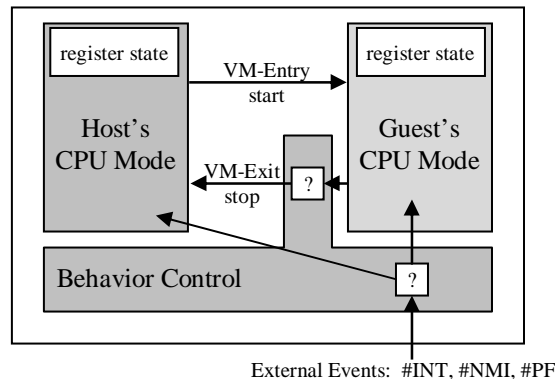 register state
register state
VM-Entry
start
Host's
CPU Mode
Guest's
CPU Mode
VM-Exit
stop
?
Behavior Control
?
External Events: #INT, #NMI, #PF